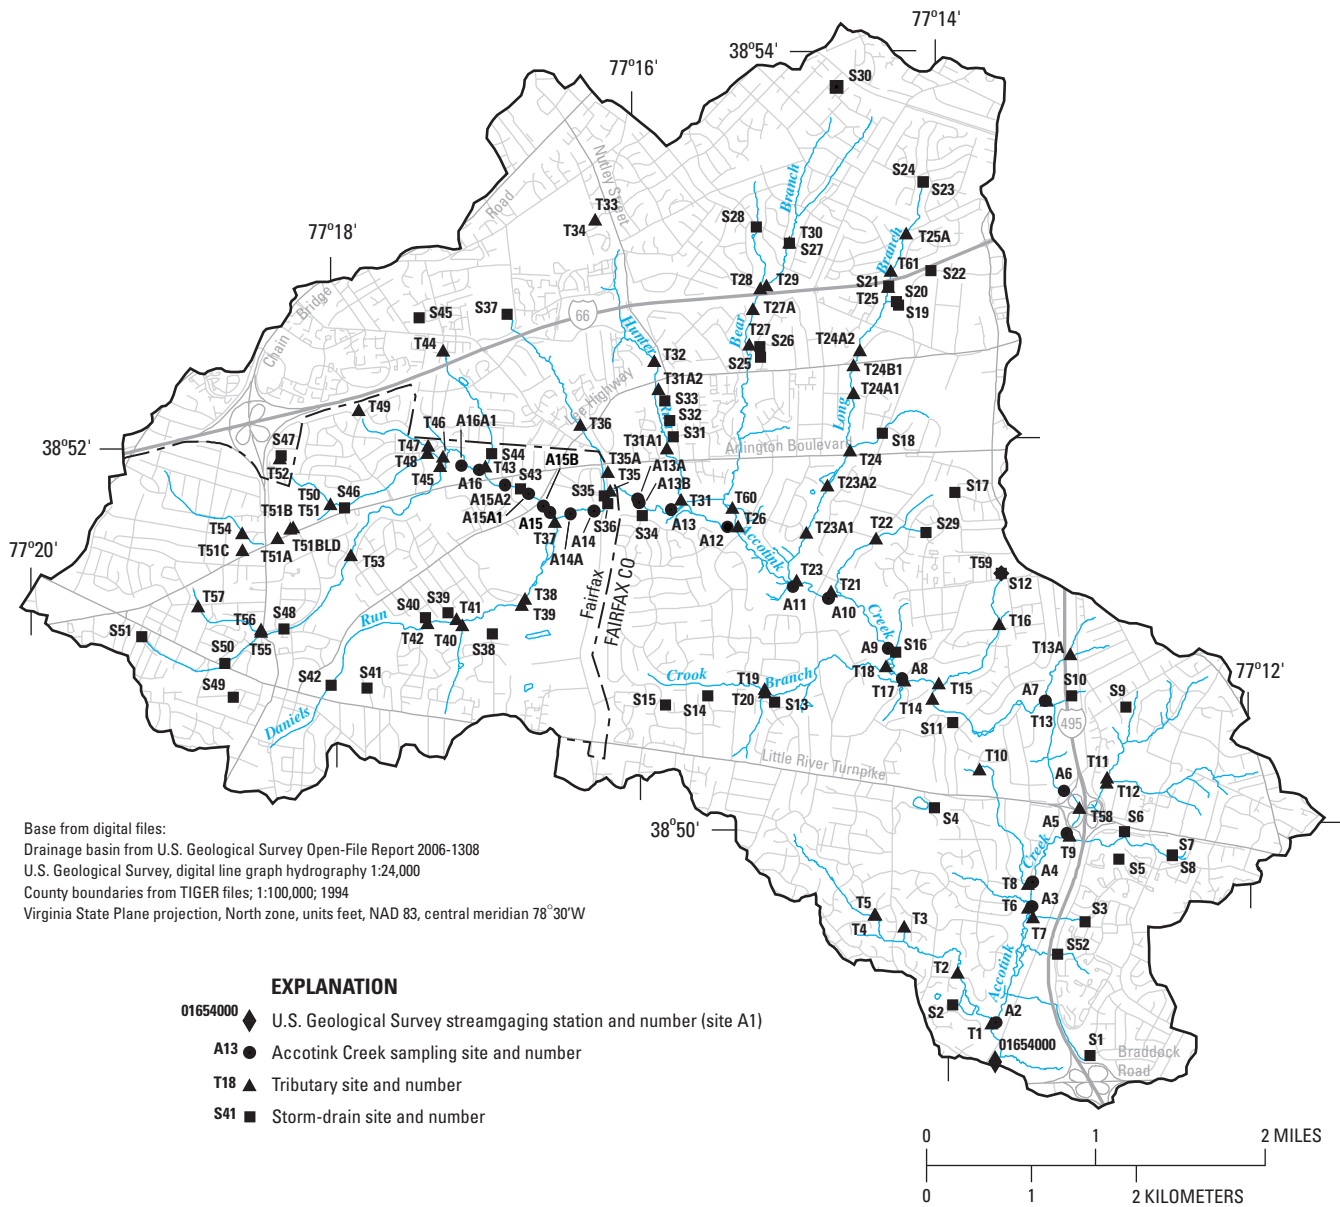 77°14'
38°54'
77°16'
S30
Nutley Street
Branch
S24
S23
T33
T34
S28
T30
S27
T25A
Branch
Road
77°18'
T61
S22
T28
T29
S21
S20
T25
S19
Bridge
S45
S37
66
T27A
Hunter
Bear
T27
S26
S25
T44
T24A2
Chain
T32
T24B1
T31A2
T24A1
Lee Highway
S33
Run
Long
T49
T46
A16A1
S32
T36
S31
S18
38°52'
S47
T47
S44
A15B
T31A1
Arlington Boulevard
T52
T48
T43
T35A
A13A
T24
T45
A16
S43
T35
A13B
T50
S46
A15A2
S35
T31
T60
T23A2
S17
T51
A15A1
T51B
A15
S36
S34
A13
T26
T22
S29
T54
T37
A14
A12
Accotink
T23A1
T51BLD
T51A
A14A
T51C
T53
77°20'
T23
T59
T21
S12
T57
Fairfax
FAIRFAX CO
T38
A11
A10
S39
S40
T41
T39
Run
T56
S48
Creek
T16
S51
T55
T42
T40
S38
A9
S16
T13A
S50
A8
77°12'
Crook
T19
Branch
T18
S42
S41
T17
T15
A7
S10
S9
S49
S15
S14
T20
S13
T14
T13
Daniels
S11
495
Little River Turnpike
T10
T11
A6
T12
S4
T58
S6
Base from digital files:
38°50'
A5
Drainage basin from U.S. Geological Survey Open-File Report 2006-1308
T9
S7
U.S. Geological Survey, digital line graph hydrography 1:24,000
Creek
A4
S5
S8
County boundaries from TIGER files; 1:100,000; 1994
T8
Virginia State Plane projection, North zone, units feet, NAD 83, central meridian 78°30'W
T5
T6
A3
S3
T4
T3
T7
S52
T2
Accotink
EXPLANATION
S2
A2
01654000
U.S. Geological Survey streamgaging station and number (site A1)
T1
01654000
S1
A13
Accotink Creek sampling site and number
Braddock
Road
T18
Tributary site and number
S41
Storm-drain site and number
0 1 2 MILES
0 1 2 KILOMETERS